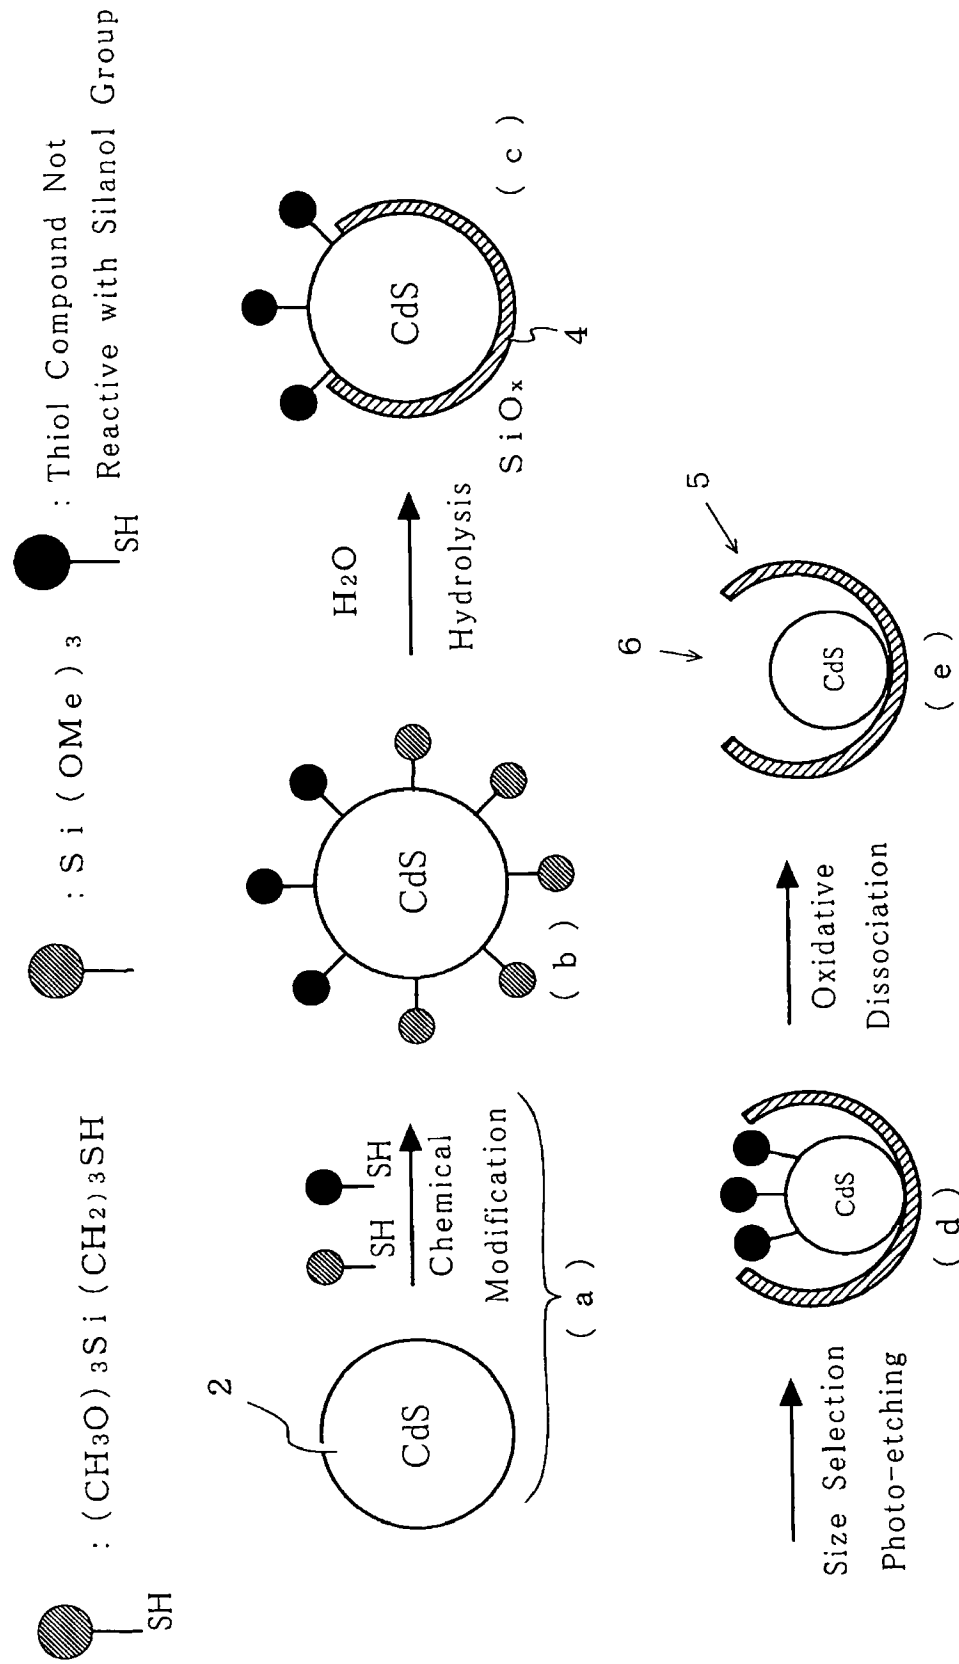 SH
: (CH3O)3Si(CH2)3SH
: Si(OMe)3
SH
: Thiol Compound Not
Reactive with Silanol Group
2
CdS
SH
SH
Chemical
Modification
(a)
CdS
(b)
H2O
Hydrolysis
CdS
SiOx
4
(c)
Size Selection
Photo-etching
CdS
(d)
Oxidative
Dissociation
6
5
CdS
(e)